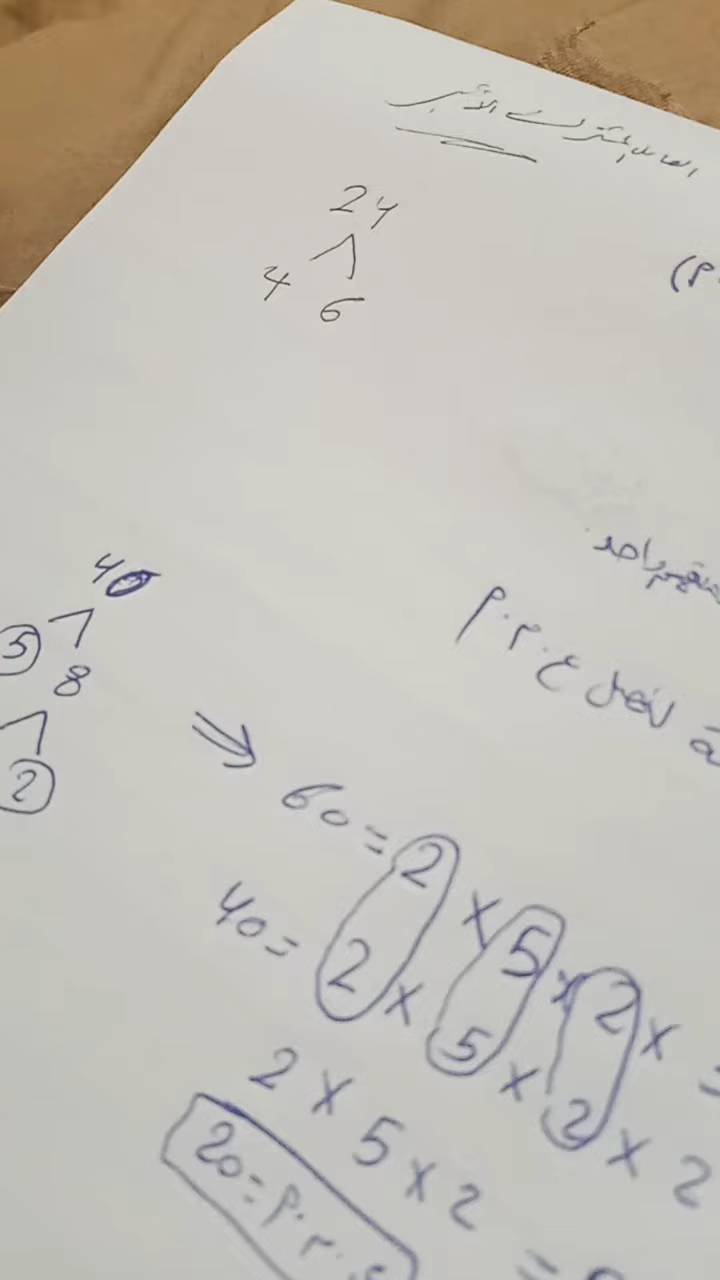 العامل المشترك الأكبر
24
4 6
40
5 8
2
واحد
ع.م.م
⇒ 60 = 2 × 5 × 2 ×
40 = 2 × 5 × 2 × 2
2 × 5 × 2 =
20 = ع.م.م